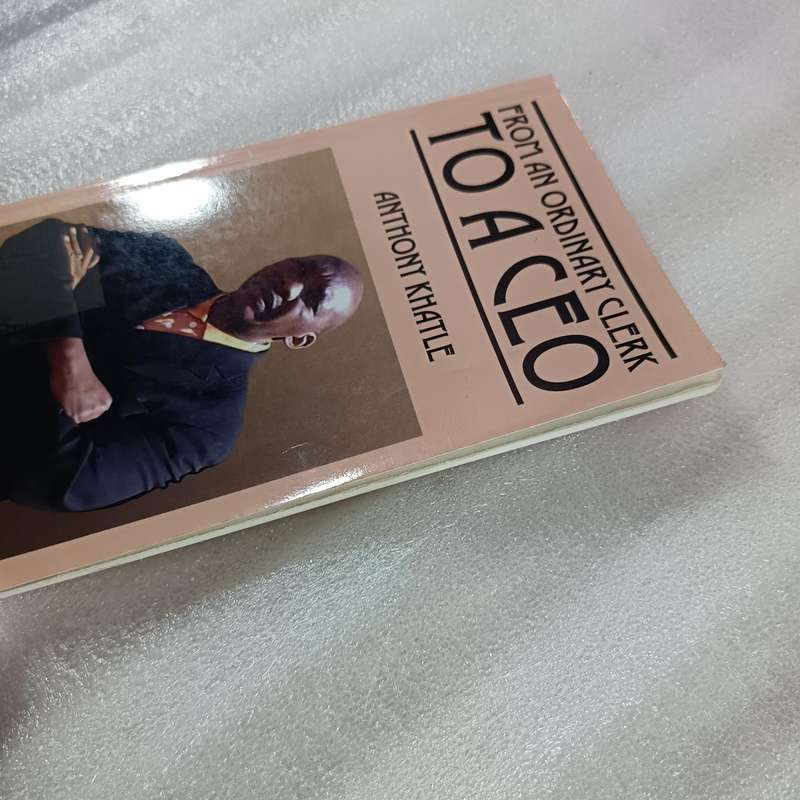 FROM AN ORDINARY CLERK
TO A CEO
ANTHONY KHATLE